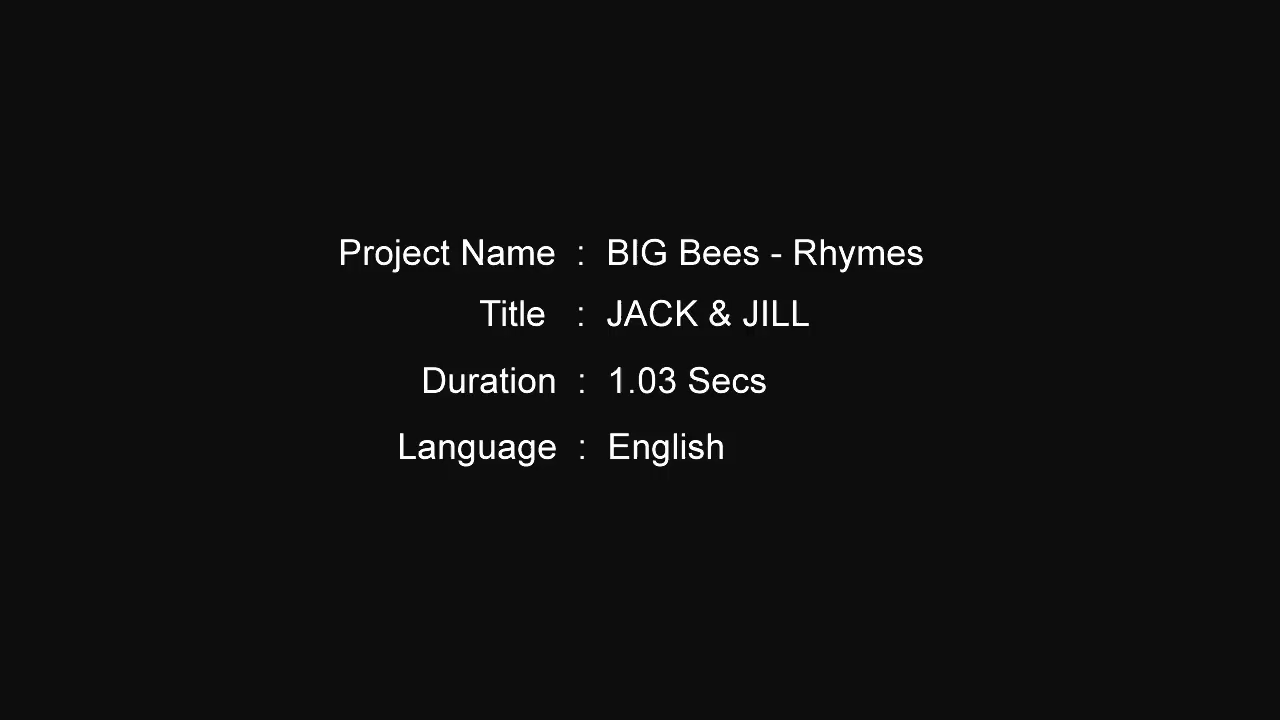 Project Name : BIG Bees - Rhymes
Title : JACK & JILL
Duration : 1.03 Secs
Language : English